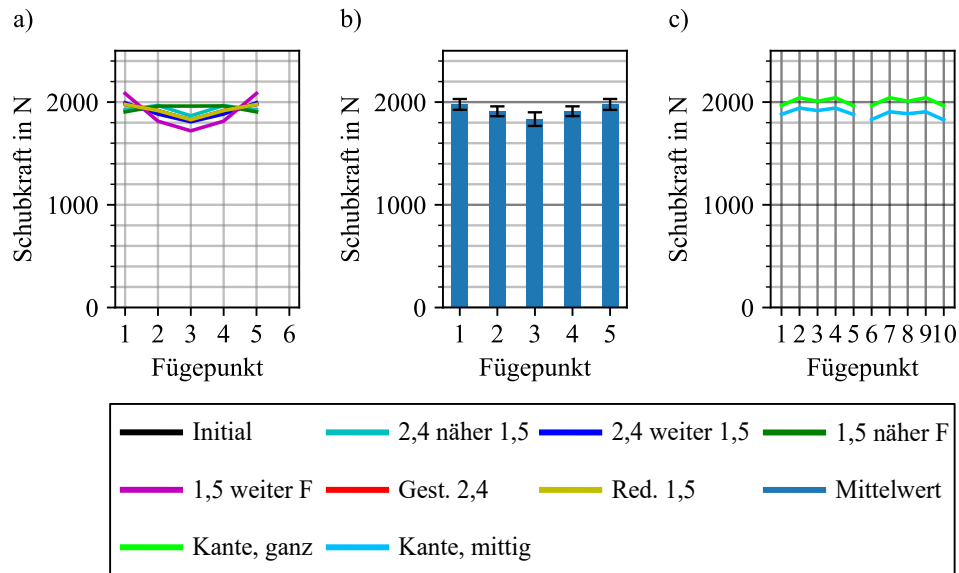 a) b) c)
Schubkraft in N
2000
1000
0
1 2 3 4 5 6
Fügepunkt
Schubkraft in N
2000
1000
0
1 2 3 4 5
Fügepunkt
Schubkraft in N
2000
1000
0
1 2 3 4 5 6 7 8 9 10
Fügepunkt
Initial 2,4 näher 1,5 2,4 weiter 1,5 1,5 näher F
1,5 weiter F Gest. 2,4 Red. 1,5 Mittelwert
Kante, ganz Kante, mittig